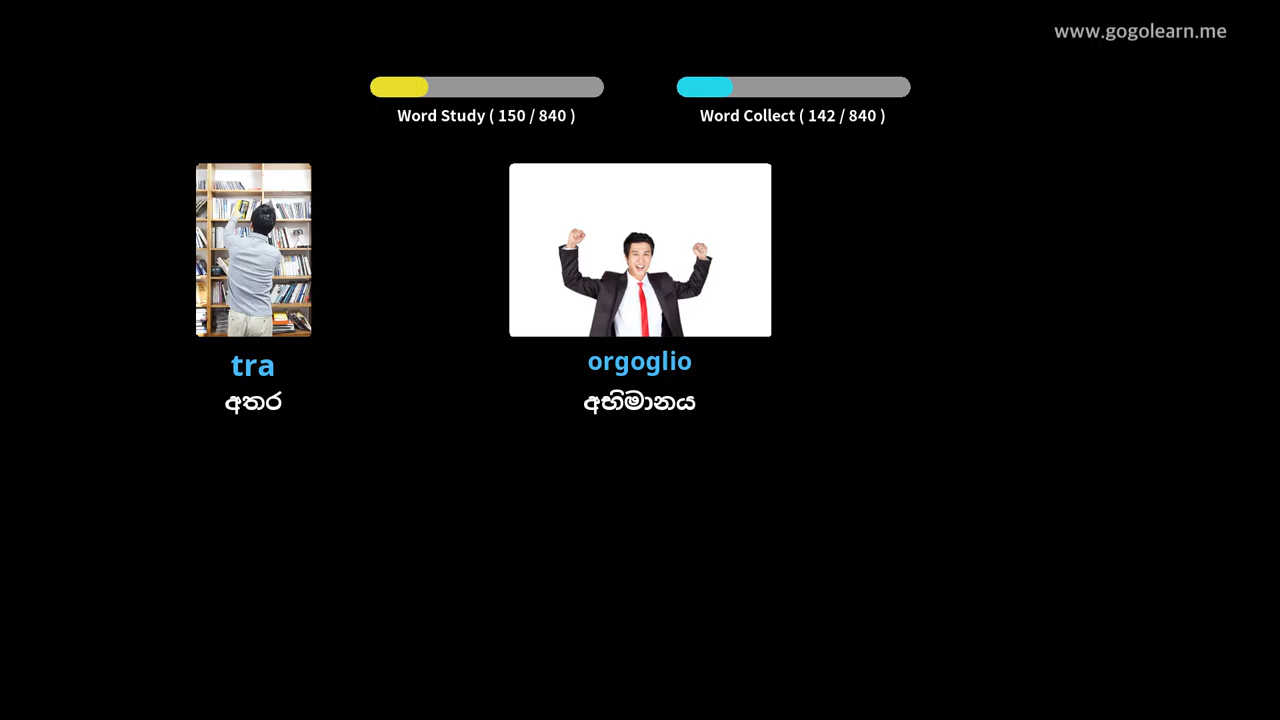 www.gogolearn.me
Word Study ( 150 / 840 )
Word Collect ( 142 / 840 )
tra
අතර
orgoglio
අභිමානය